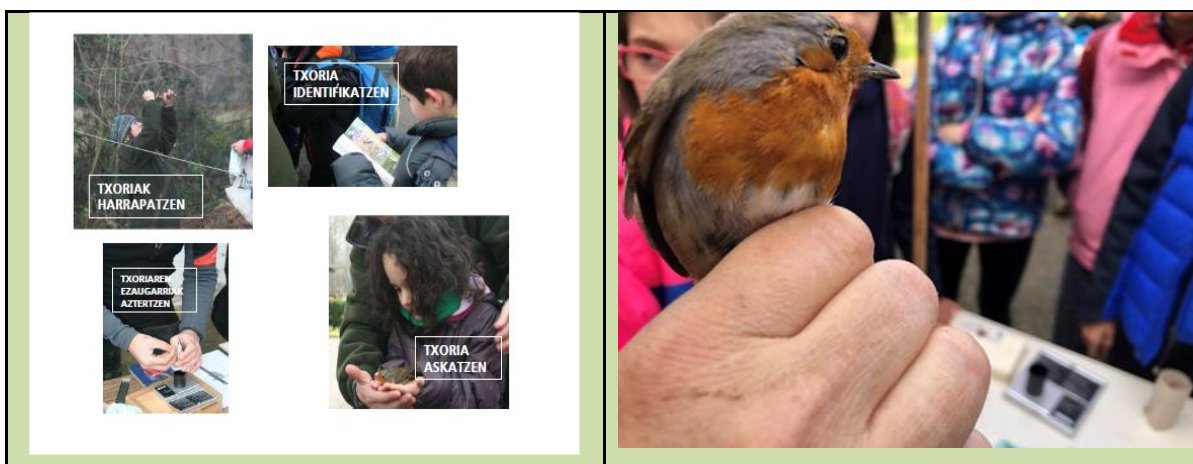 TXORIA
IDENTIFIKATZEN
TXORIAK
HARRAPATZEN
TXORIAREN
EZAUGARRIAK
AZTERTZEN
TXORIA
ASKATZEN